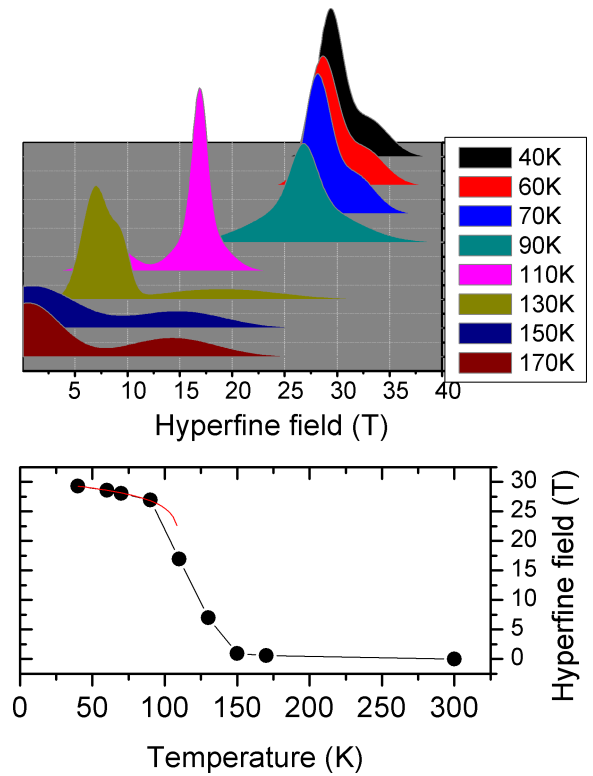 40K
60K
70K
90K
110K
130K
150K
170K
5 10 15 20 25 30 35 40
Hyperfine field (T)
30
25
20
15
10
5
0
Hyperfine field (T)
0 50 100 150 200 250 300
Temperature (K)